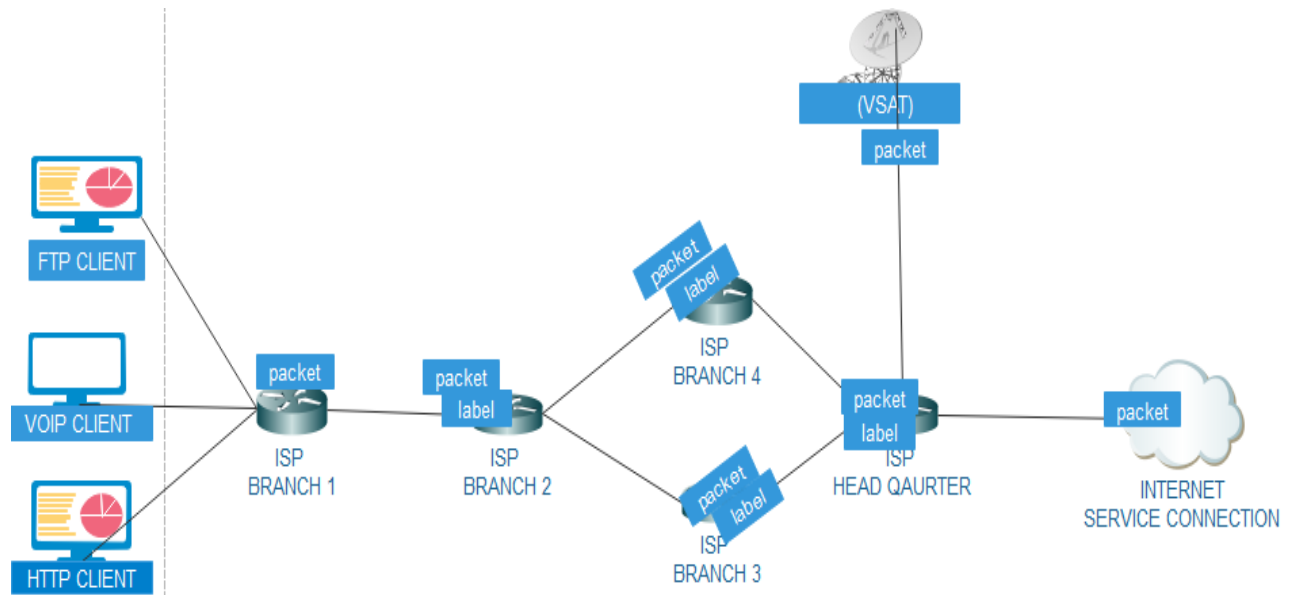 (VSAT)
packet
FTP CLIENT
packet
label
ISP
BRANCH 4
VOIP CLIENT
packet
ISP
BRANCH 1
packet
label
ISP
BRANCH 2
packet
label
ISP
HEAD QAURTER
packet
INTERNET
SERVICE CONNECTION
packet
label
ISP
BRANCH 3
HTTP CLIENT